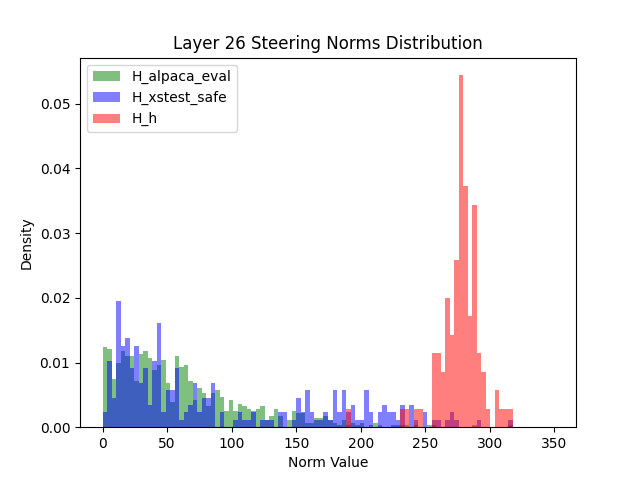 Layer 26 Steering Norms Distribution
H_alpaca_eval
H_xstest_safe
H_h
0.05
0.04
0.03
0.02
0.01
0.00
Density
0 50 100 150 200 250 300 350
Norm Value